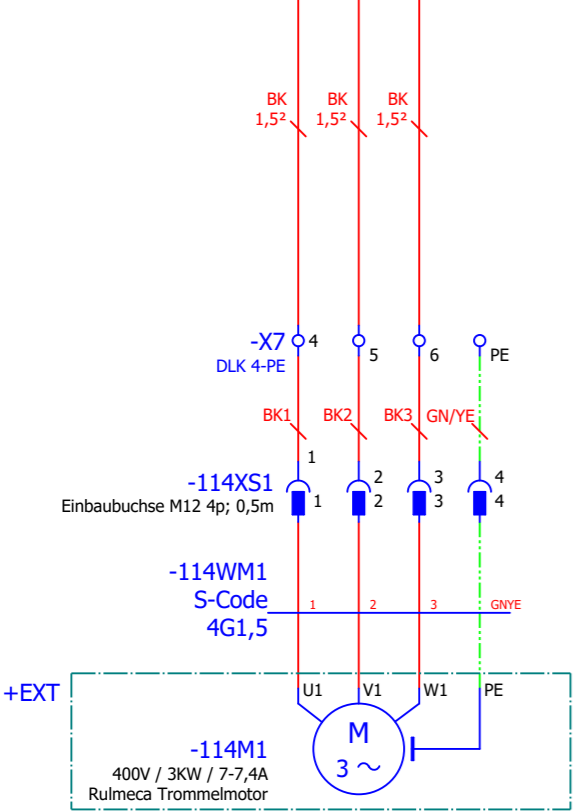 BK BK BK
1,5² 1,5² 1,5²
-X7 4 5 6 PE
DLK 4-PE
BK1 BK2 BK3 GN/YE
1 2 3 4
-114XS1
Einbaubuchse M12 4p; 0,5m 1 2 3 4
-114WM1
S-Code 1 2 3 GNYE
4G1,5
+EXT U1 V1 W1 PE
M
3 ~
-114M1
400V / 3KW / 7-7,4A
Rulmeca Trommelmotor